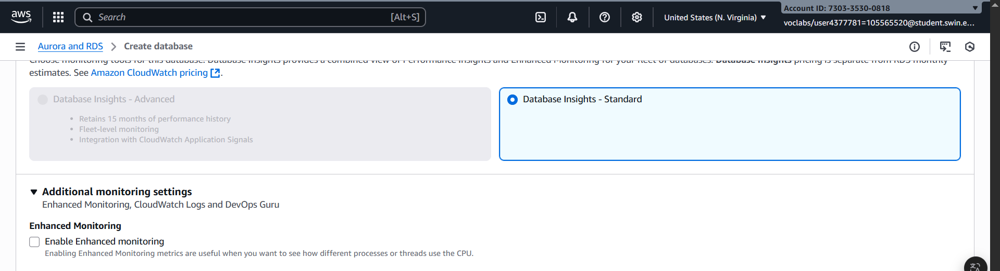 aws
Search
[Alt+S]
United States (N. Virginia)
Account ID: 7303-3530-0818
voclabs/user4377781=105565520@student.swin.e...
Aurora and RDS
Create database
Choose monitoring tools for this database. Database Insights provides a combined view of Performance Insights and Enhanced Monitoring for your fleet of databases. Database Insights pricing is separate from RDS monthly
estimates. See Amazon CloudWatch pricing.
Database Insights - Advanced
• Retains 15 months of performance history
• Fleet-level monitoring
• Integration with CloudWatch Application Signals
Database Insights - Standard
Additional monitoring settings
Enhanced Monitoring, CloudWatch Logs and DevOps Guru
Enhanced Monitoring
Enable Enhanced monitoring
Enabling Enhanced Monitoring metrics are useful when you want to see how different processes or threads use the CPU.